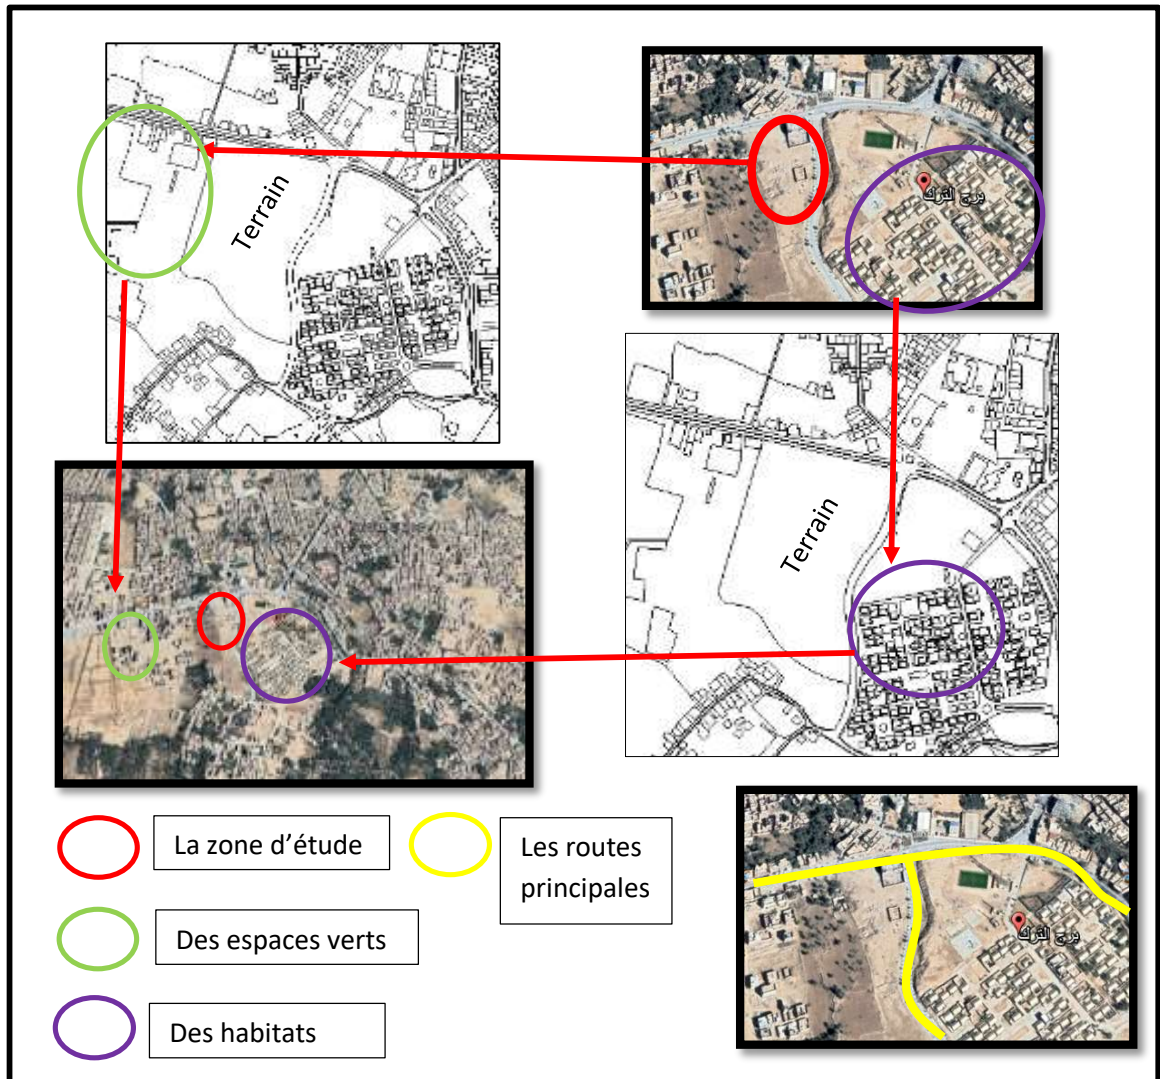 Terrain
برج الترك
Terrain
La zone d'étude
Les routes
principales
Des espaces verts
برج الترك
Des habitats